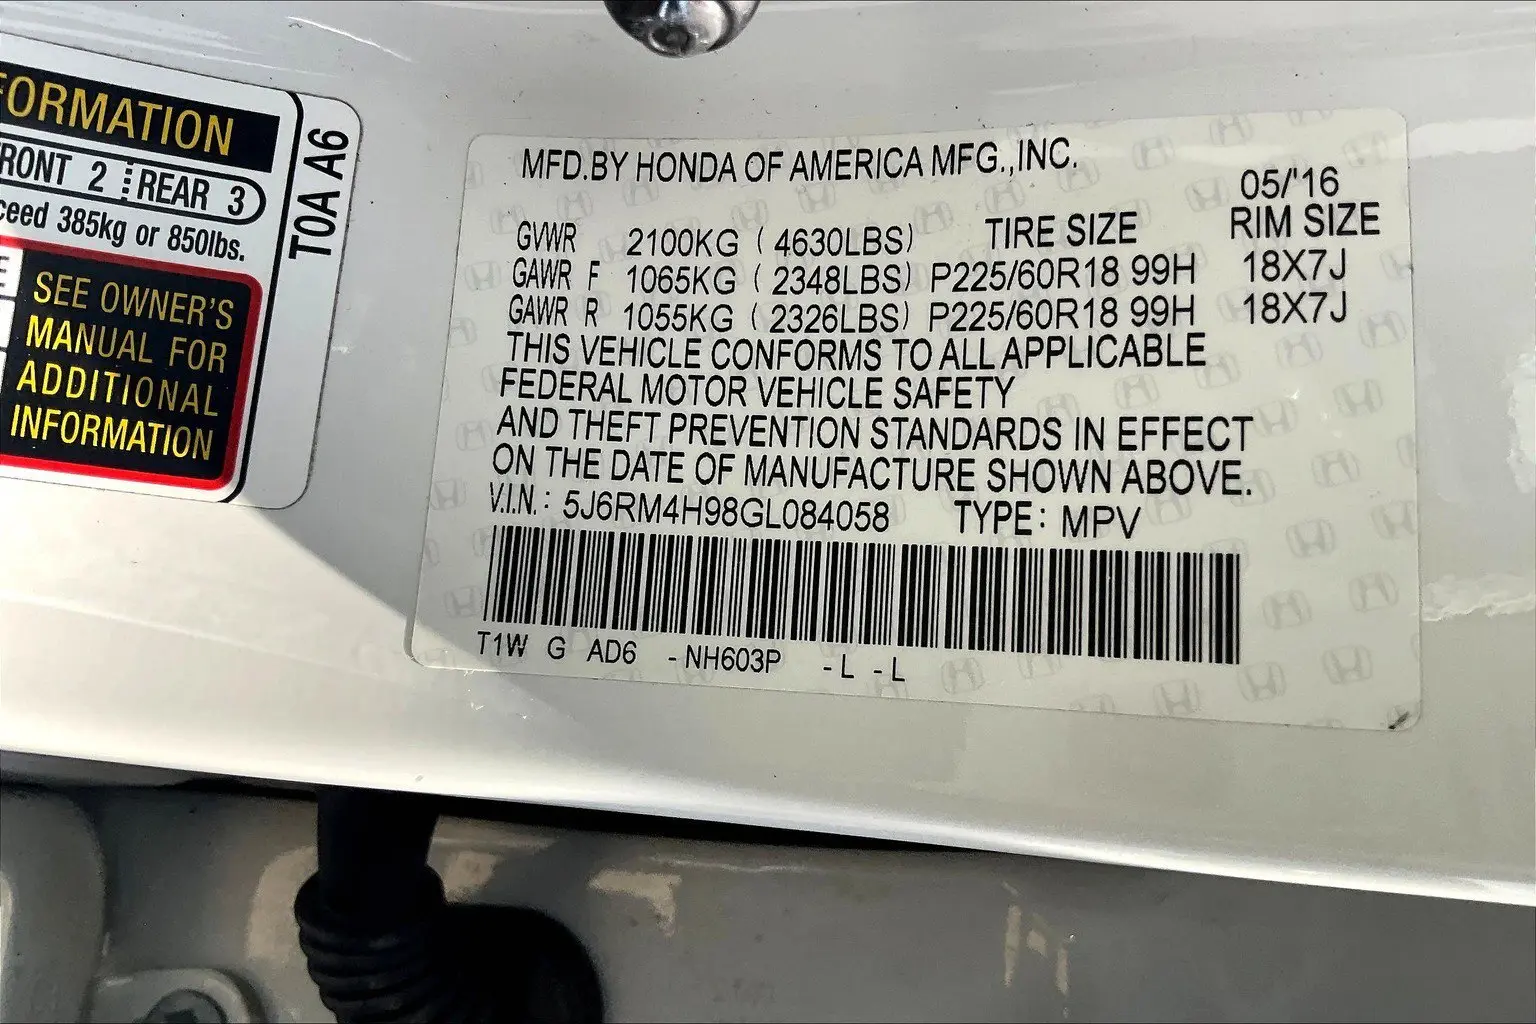 FORMATION
FRONT 2 REAR 3
ceed 385kg or 850lbs.
SEE OWNER'S
MANUAL FOR
ADDITIONAL
INFORMATION
T0A A6
MFD.BY HONDA OF AMERICA MFG.,INC.
05/'16
GVWR 2100KG (4630LBS) TIRE SIZE RIM SIZE
GAWR F 1065KG (2348LBS) P225/60R18 99H 18X7J
GAWR R 1055KG (2326LBS) P225/60R18 99H 18X7J
THIS VEHICLE CONFORMS TO ALL APPLICABLE
FEDERAL MOTOR VEHICLE SAFETY
AND THEFT PREVENTION STANDARDS IN EFFECT
ON THE DATE OF MANUFACTURE SHOWN ABOVE.
V.I.N.: 5J6RM4H98GL084058 TYPE: MPV
T1W G AD6 -NH603P -L -L